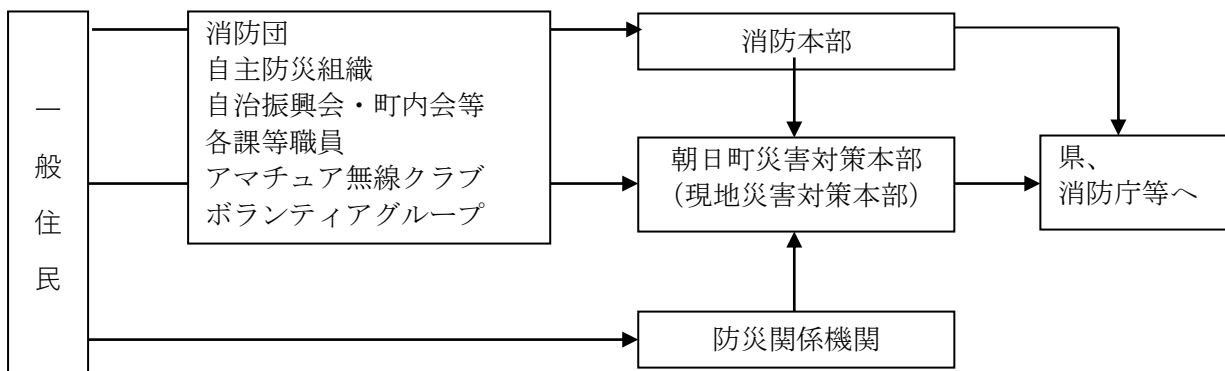 一般住民
消防団
自主防災組織
自治振興会・町内会等
各課等職員
アマチュア無線クラブ
ボランティアグループ
消防本部
朝日町災害対策本部
（現地災害対策本部）
防災関係機関
県、
消防庁等へ